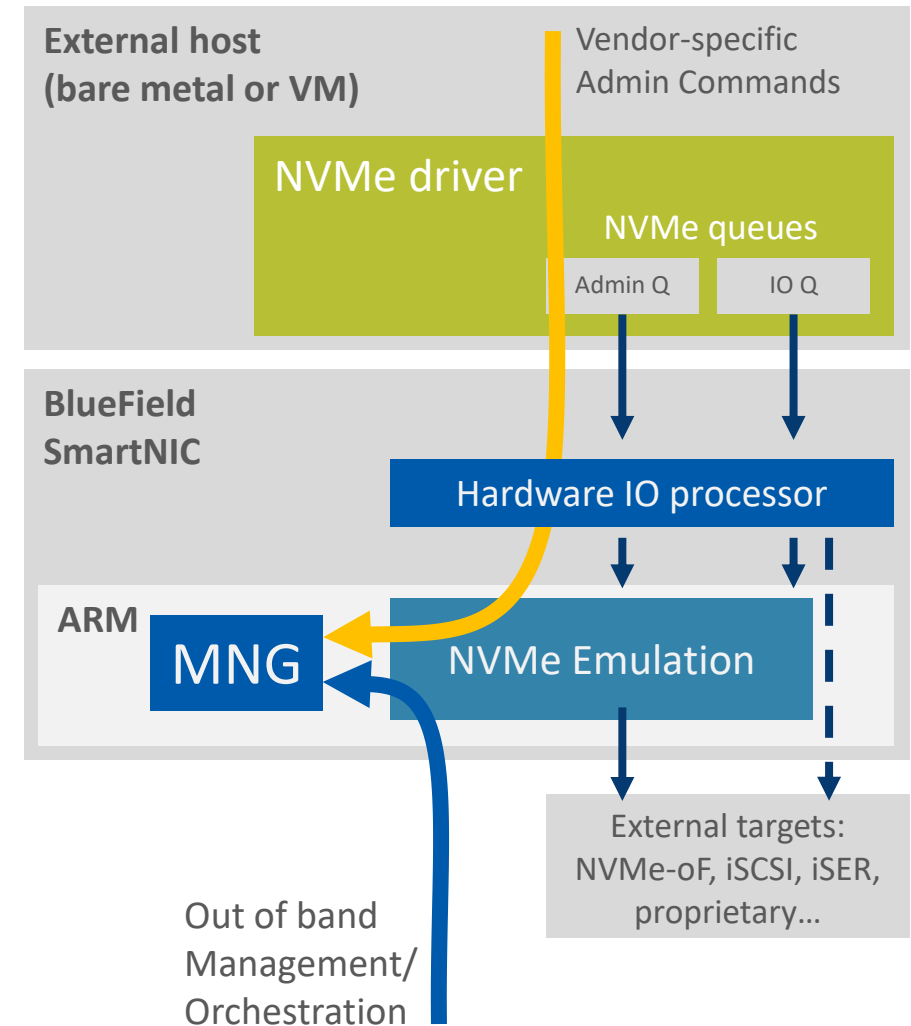 External host
(bare metal or VM)
Vendor-specific
Admin Commands
NVMe driver
NVMe queues
Admin Q
IO Q
BlueField
SmartNIC
Hardware IO processor
ARM
MNG
NVMe Emulation
External targets:
NVMe-oF, iSCSI, iSER,
proprietary…
Out of band
Management/
Orchestration